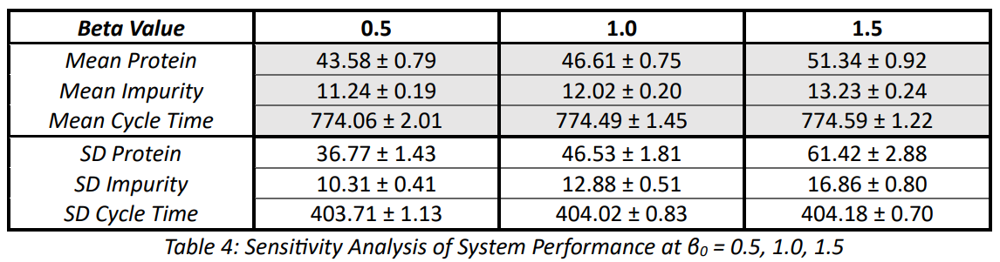 Beta Value 0.5 1.0 1.5
Mean Protein 43.58 ± 0.79 46.61 ± 0.75 51.34 ± 0.92
Mean Impurity 11.24 ± 0.19 12.02 ± 0.20 13.23 ± 0.24
Mean Cycle Time 774.06 ± 2.01 774.49 ± 1.45 774.59 ± 1.22
SD Protein 36.77 ± 1.43 46.53 ± 1.81 61.42 ± 2.88
SD Impurity 10.31 ± 0.41 12.88 ± 0.51 16.86 ± 0.80
SD Cycle Time 403.71 ± 1.13 404.02 ± 0.83 404.18 ± 0.70
Table 4: Sensitivity Analysis of System Performance at β₀ = 0.5, 1.0, 1.5